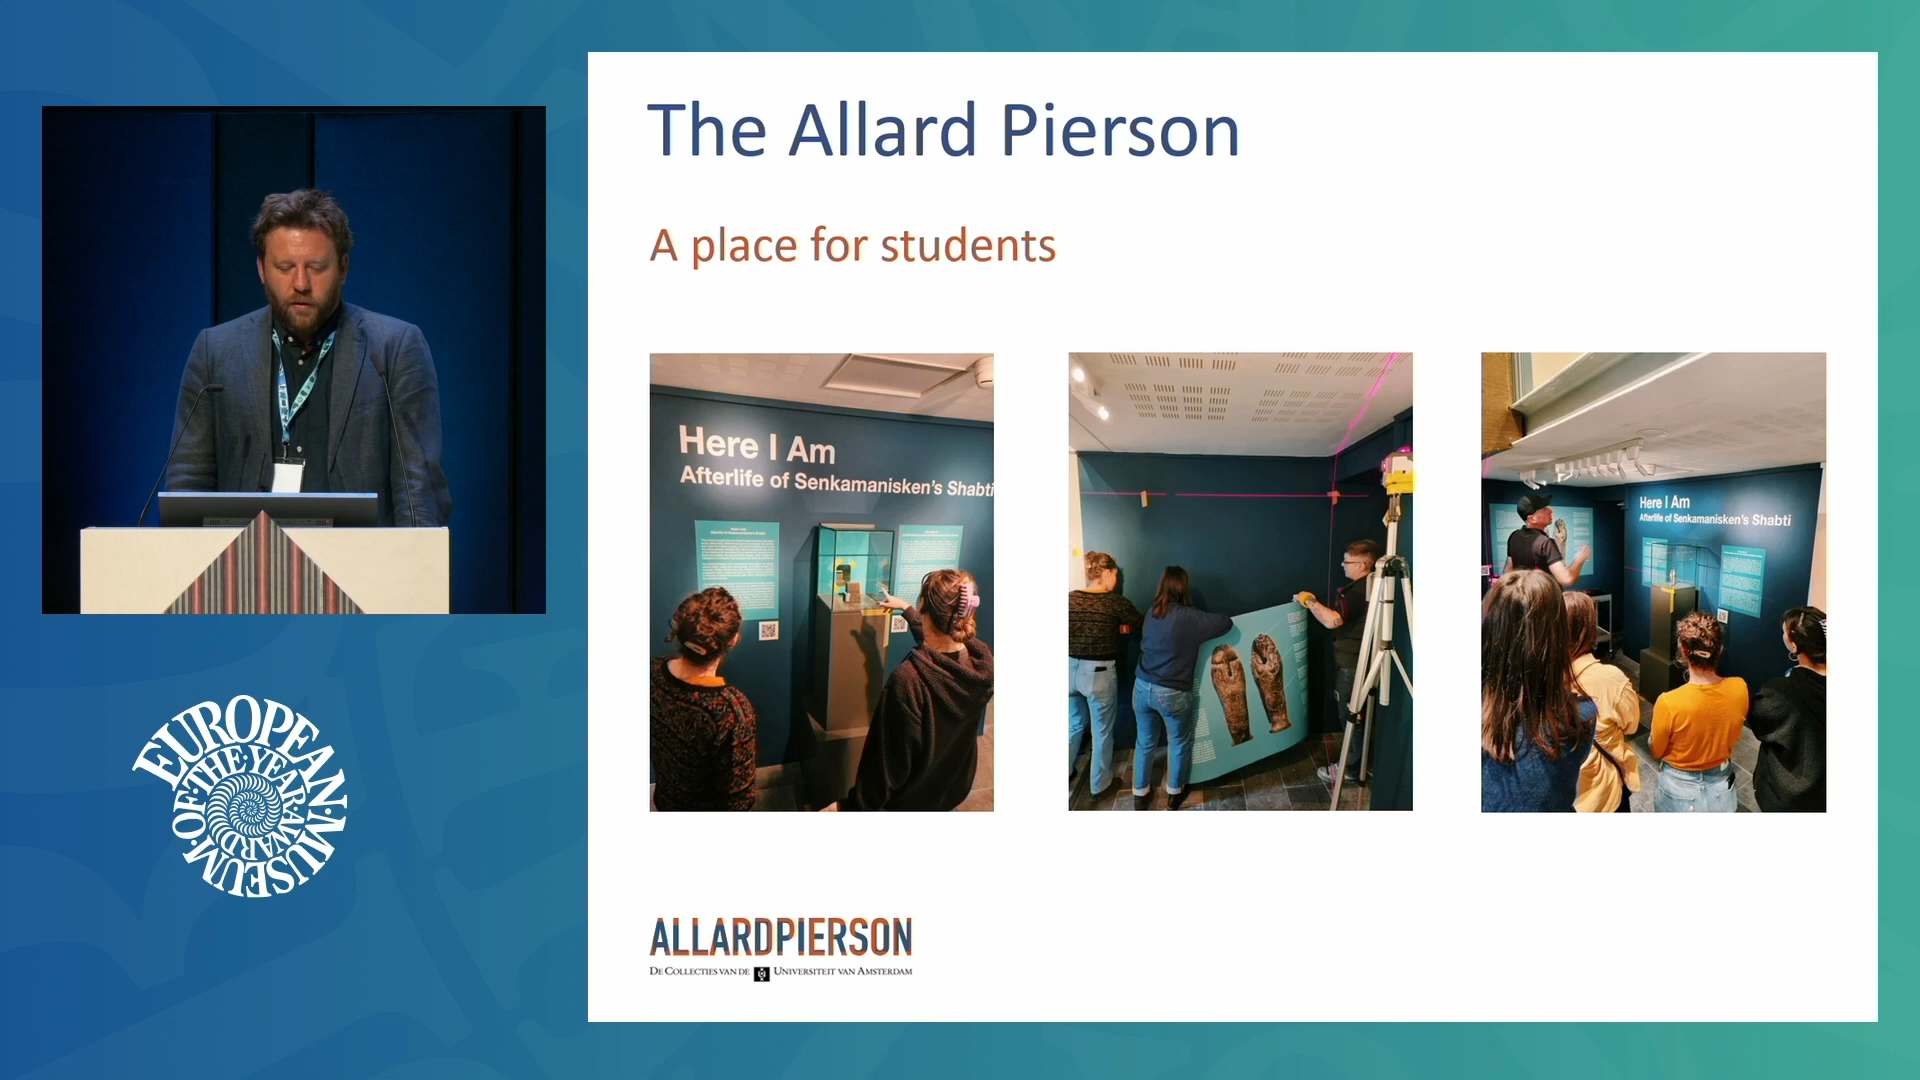 The Allard Pierson
A place for students
Here I Am
Afterlife of Senkamanisken's Shabti
Here I Am
Afterlife of Senkamanisken's Shabti
EUROPEAN·MUSEUM·OF·THE·YEAR·AWARD
ALLARDPIERSON
DE COLLECTIES VAN DE UNIVERSITEIT VAN AMSTERDAM